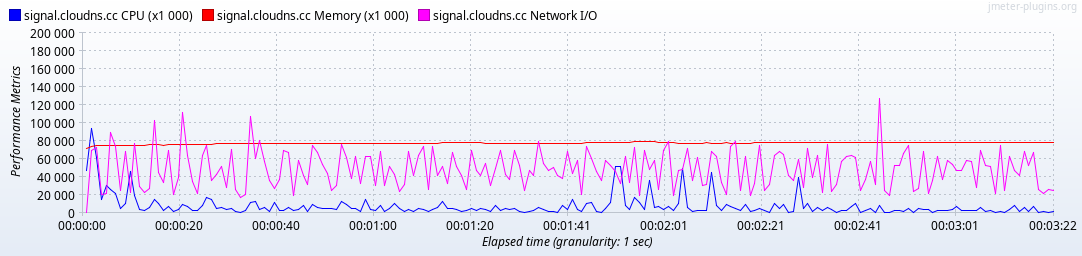 jmeter-plugins.org
signal.cloudns.cc CPU (x1 000) signal.cloudns.cc Memory (x1 000) signal.cloudns.cc Network I/O
200 000
180 000
160 000
140 000
120 000
100 000
80 000
60 000
40 000
20 000
0
Performance Metrics
00:00:00 00:00:20 00:00:40 00:01:00 00:01:20 00:01:41 00:02:01 00:02:21 00:02:41 00:03:01 00:03:22
Elapsed time (granularity: 1 sec)